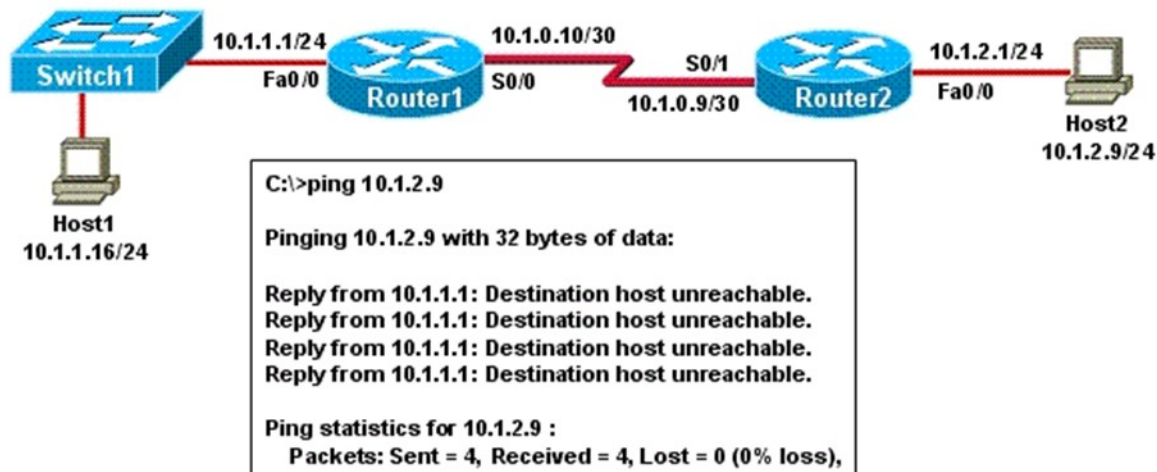 10.1.1.1/24
10.1.0.10/30
10.1.2.1/24
S0/1
Switch1
Fa0/0
Router1
S0/0
10.1.0.9/30
Router2
Fa0/0
Host2
10.1.2.9/24
Host1
10.1.1.16/24
C:\>ping 10.1.2.9
Pinging 10.1.2.9 with 32 bytes of data:
Reply from 10.1.1.1: Destination host unreachable.
Reply from 10.1.1.1: Destination host unreachable.
Reply from 10.1.1.1: Destination host unreachable.
Reply from 10.1.1.1: Destination host unreachable.
Ping statistics for 10.1.2.9 :
Packets: Sent = 4, Received = 4, Lost = 0 (0% loss),